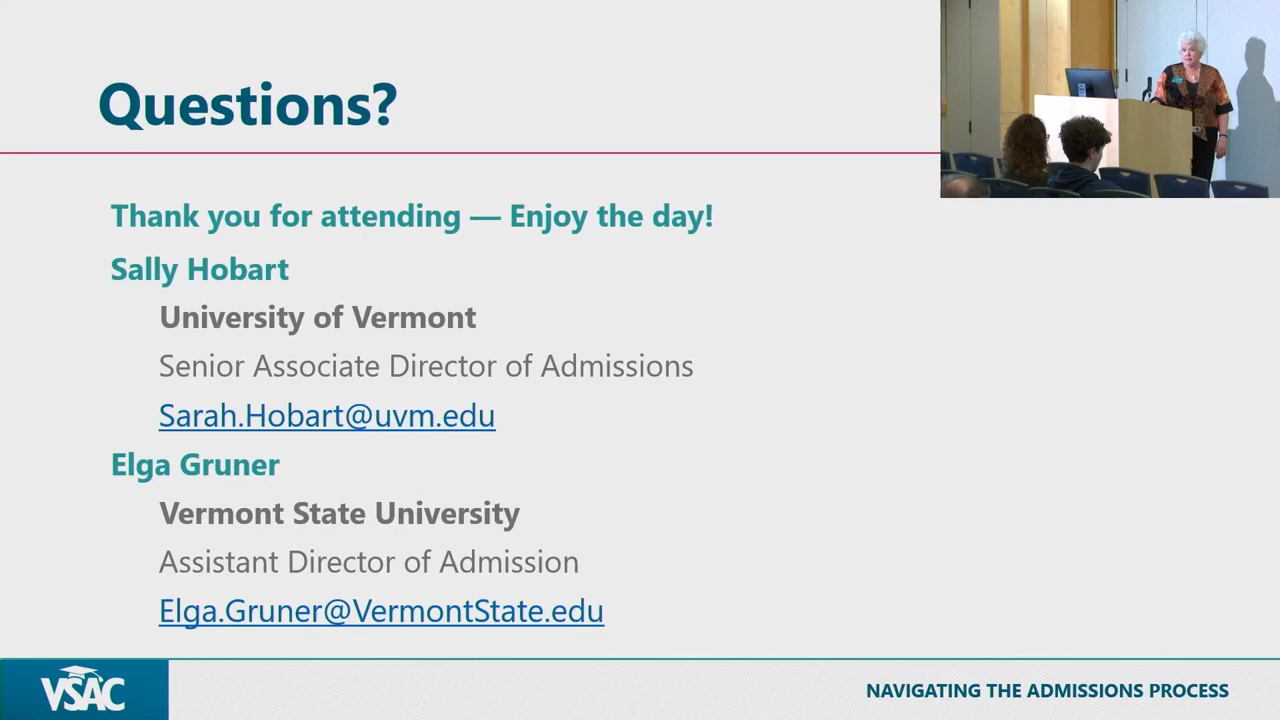 Questions?
Thank you for attending — Enjoy the day!
Sally Hobart
University of Vermont
Senior Associate Director of Admissions
Sarah.Hobart@uvm.edu
Elga Gruner
Vermont State University
Assistant Director of Admission
Elga.Gruner@VermontState.edu
VSAC
NAVIGATING THE ADMISSIONS PROCESS